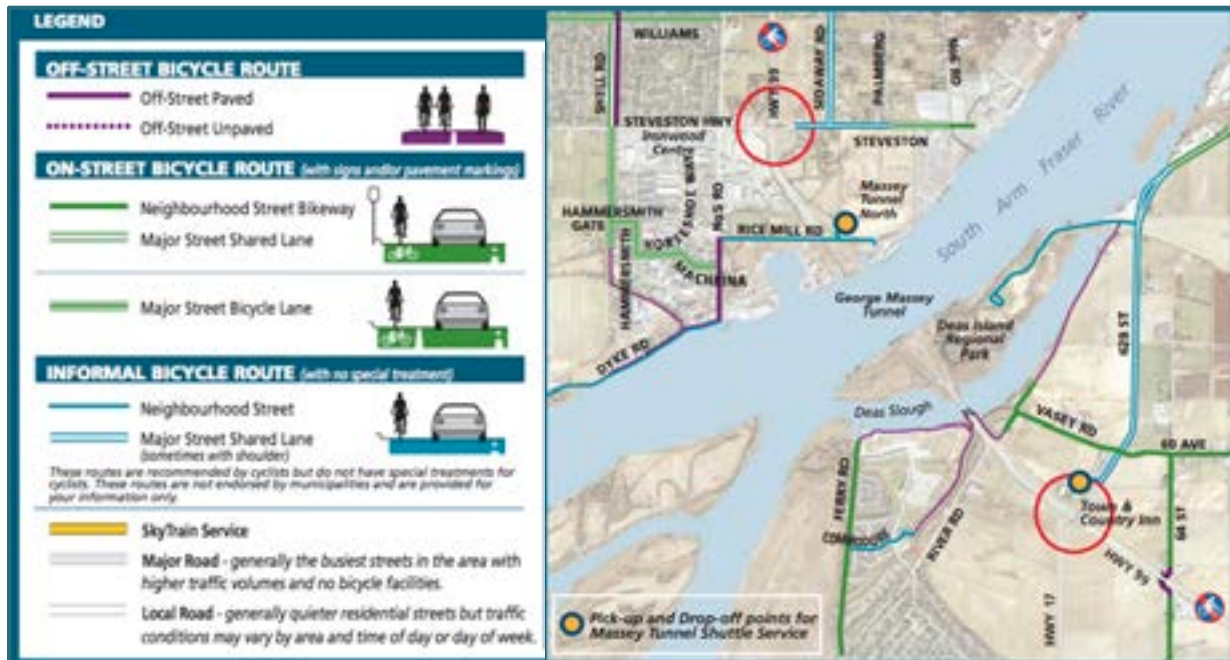 LEGEND
OFF-STREET BICYCLE ROUTE
Off-Street Paved
Off-Street Unpaved
ON-STREET BICYCLE ROUTE (with signs and/or pavement markings)
Neighbourhood Street Bikeway
Major Street Shared Lane
Major Street Bicycle Lane
INFORMAL BICYCLE ROUTE (with no special treatment)
Neighbourhood Street
Major Street Shared Lane
(sometimes with shoulder)
These routes are recommended by cyclists but do not have special treatments for
cyclists. These routes are not endorsed by municipalities and are provided for
your information only.
SkyTrain Service
Major Road - generally the busiest streets in the area with
higher traffic volumes and no bicycle facilities.
Local Road - generally quieter residential streets but traffic
conditions may vary by area and time of day or day of week.
WILLIAMS
SHELL RD
HWY 99
SIDAWAY RD
PALMBERG
STEVESTON HWY
Ironwood
Centre
STEVESTON
HAMMERSMITH
GATE
HORSESHOE WAY
No5 RD
MACHRINA
HAMMERSMITH
Massey
Tunnel
North
RICE MILL RD
DYKE RD
South Arm Fraser River
George Massey
Tunnel
Deas Island
Regional
Park
62B ST
Deas Slough
VASEY RD
60 AVE
FERRY RD
RIVER RD
COMMODORE
Town &
Country Inn
64 ST
HWY 99
HWY 17
Pick-up and Drop-off points for
Massey Tunnel Shuttle Service